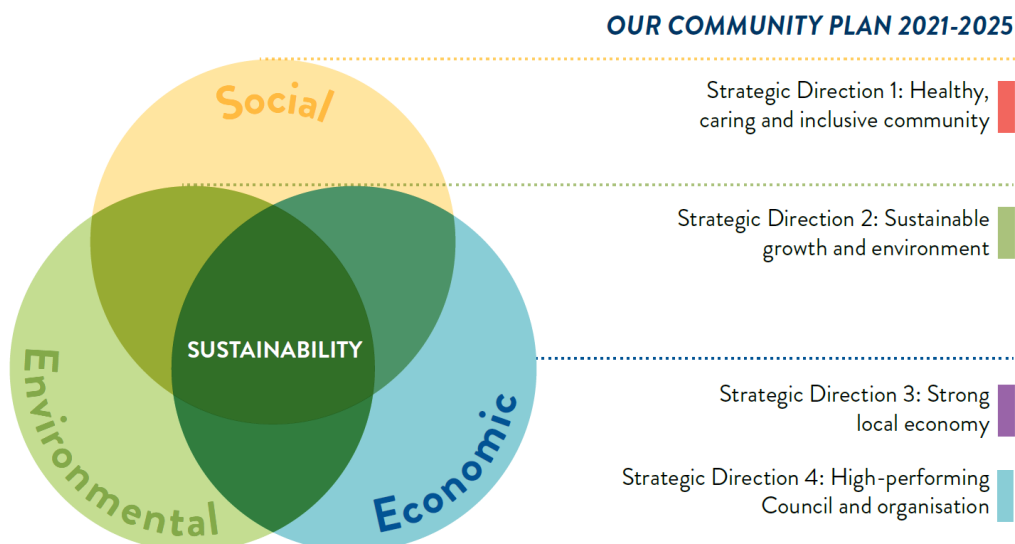 OUR COMMUNITY PLAN 2021-2025
Social
Strategic Direction 1: Healthy,
caring and inclusive community
Strategic Direction 2: Sustainable
growth and environment
SUSTAINABILITY
Environmental
Economic
Strategic Direction 3: Strong
local economy
Strategic Direction 4: High-performing
Council and organisation